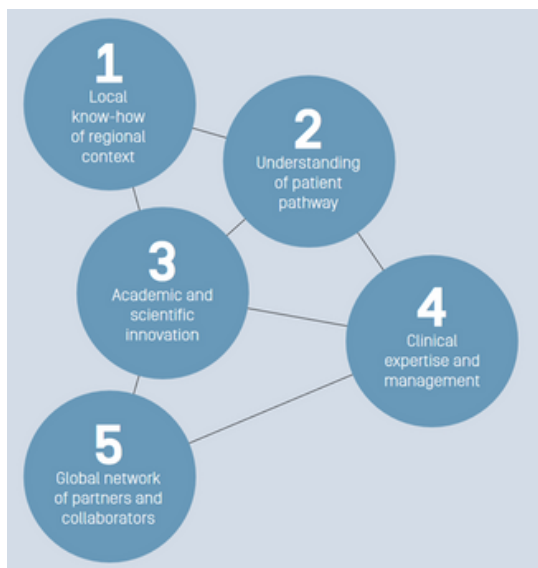 1
Local
know-how
of regional
context
2
Understanding
of patient
pathway
3
Academic and
scientific
innovation
4
Clinical
expertise and
management
5
Global network
of partners and
collaborators